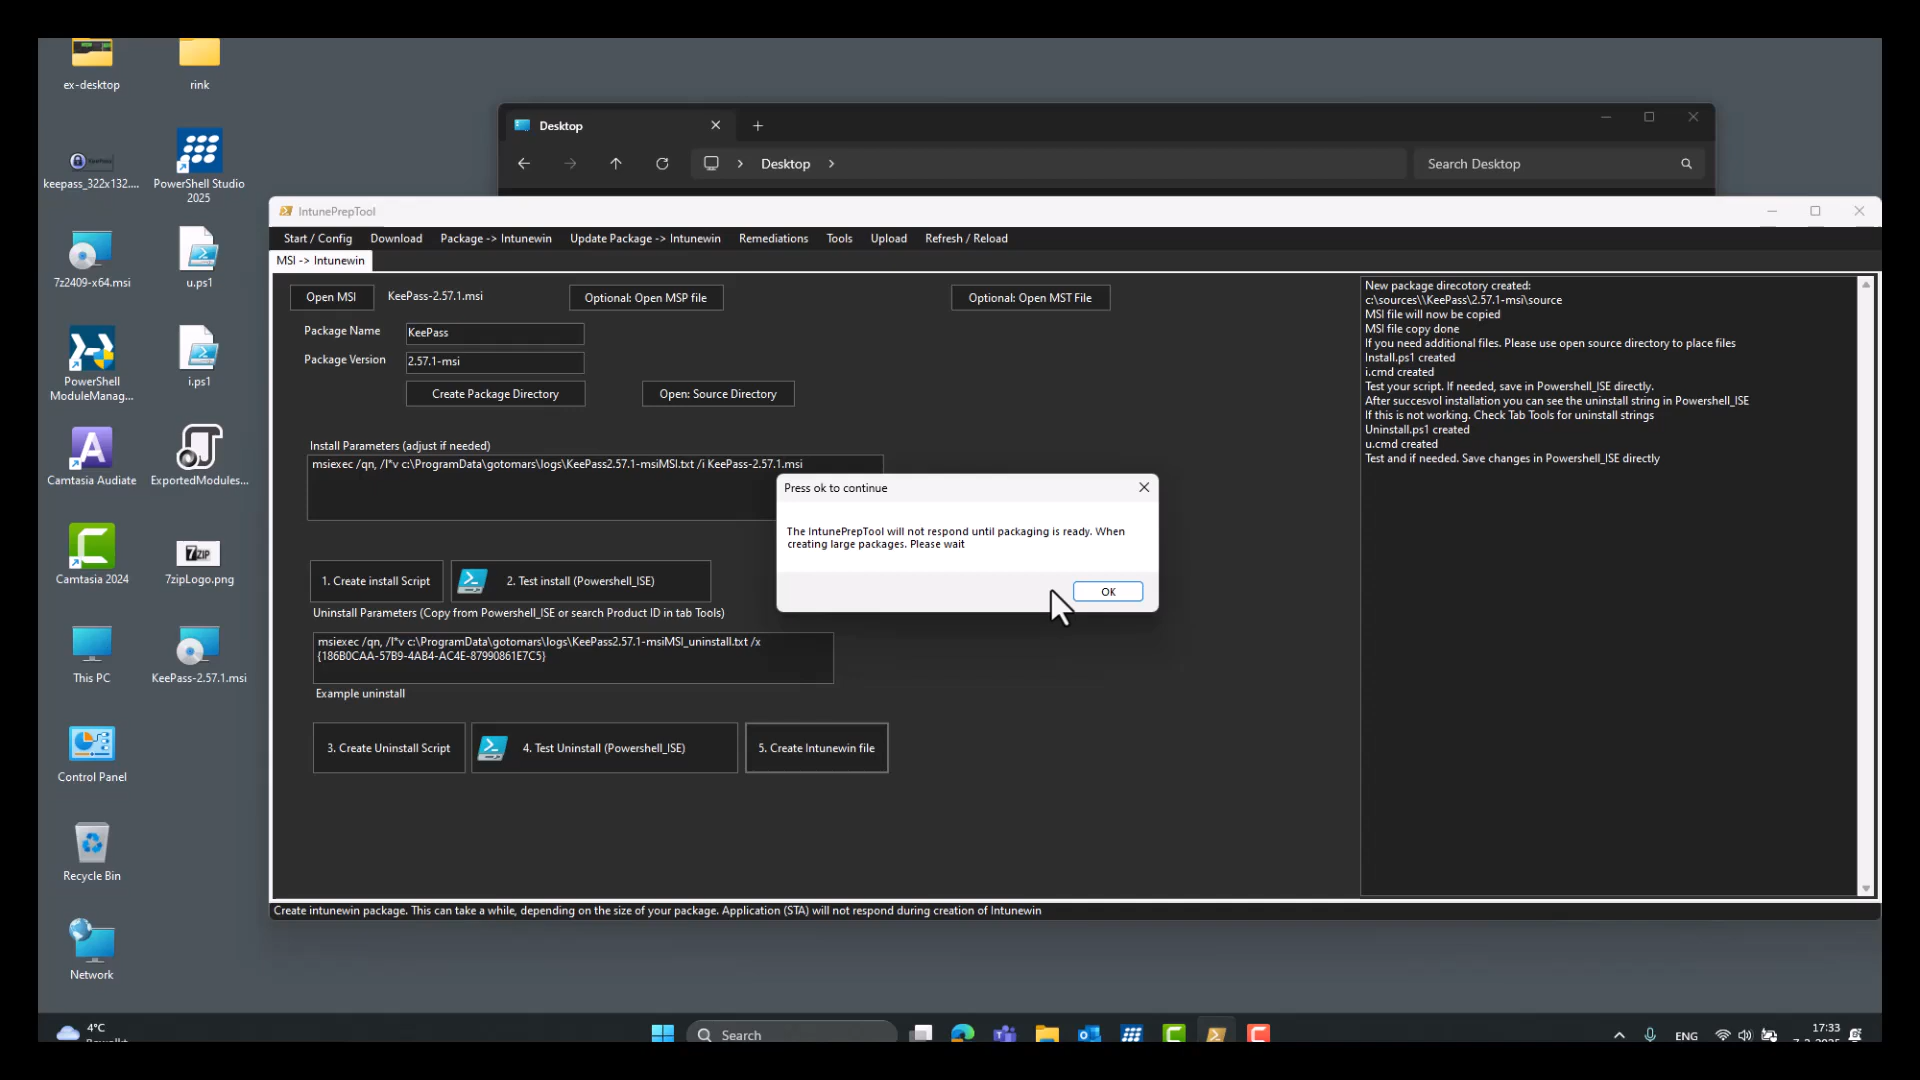 ex-desktop
rink
KeePass
keepass_322x132....
PowerShell Studio
2025
7z2409-x64.msi
u.ps1
PowerShell
ModuleManag...
i.ps1
Camtasia Audiate
ExportedModules...
Camtasia 2024
7ZIP
7zipLogo.png
This PC
KeePass-2.57.1.msi
Control Panel
Recycle Bin
Network
Desktop
Desktop
Search Desktop
IntunePrepTool
Start / Config
Download
Package -> Intunewin
Update Package -> Intunewin
Remediations
Tools
Upload
Refresh / Reload
MSI -> Intunewin
Open MSI
KeePass-2.57.1.msi
Optional: Open MSP file
Optional: Open MST File
Package Name
KeePass
Package Version
2.57.1-msi
Create Package Directory
Open: Source Directory
Install Parameters (adjust if needed)
msiexec /qn, /l*v c:\ProgramData\gotomars\logs\KeePass2.57.1-msiMSI.txt /i KeePass-2.57.1.msi
1. Create install Script
2. Test install (Powershell_ISE)
Uninstall Parameters (Copy from Powershell_ISE or search Product ID in tab Tools)
msiexec /qn, /l*v c:\ProgramData\gotomars\logs\KeePass2.57.1-msiMSI_uninstall.txt /x
{186B0CAA-57B9-4AB4-AC4E-87990861E7C5}
Example uninstall
3. Create Uninstall Script
4. Test Uninstall (Powershell_ISE)
5. Create Intunewin file
Press ok to continue
The IntunePrepTool will not respond until packaging is ready. When
creating large packages. Please wait
OK
New package direcotory created:
c:\sources\\KeePass\2.57.1-msi\source
MSI file will now be copied
MSI file copy done
If you need additional files. Please use open source directory to place files
Install.ps1 created
i.cmd created
Test your script. If needed, save in Powershell_ISE directly.
After succesvol installation you can see the uninstall string in Powershell_ISE
If this is not working. Check Tab Tools for uninstall strings
Uninstall.ps1 created
u.cmd created
Test and if needed. Save changes in Powershell_ISE directly
Create intunewin package. This can take a while, depending on the size of your package. Application (STA) will not respond during creation of Intunewin
4°C
Search
ENG
17:33